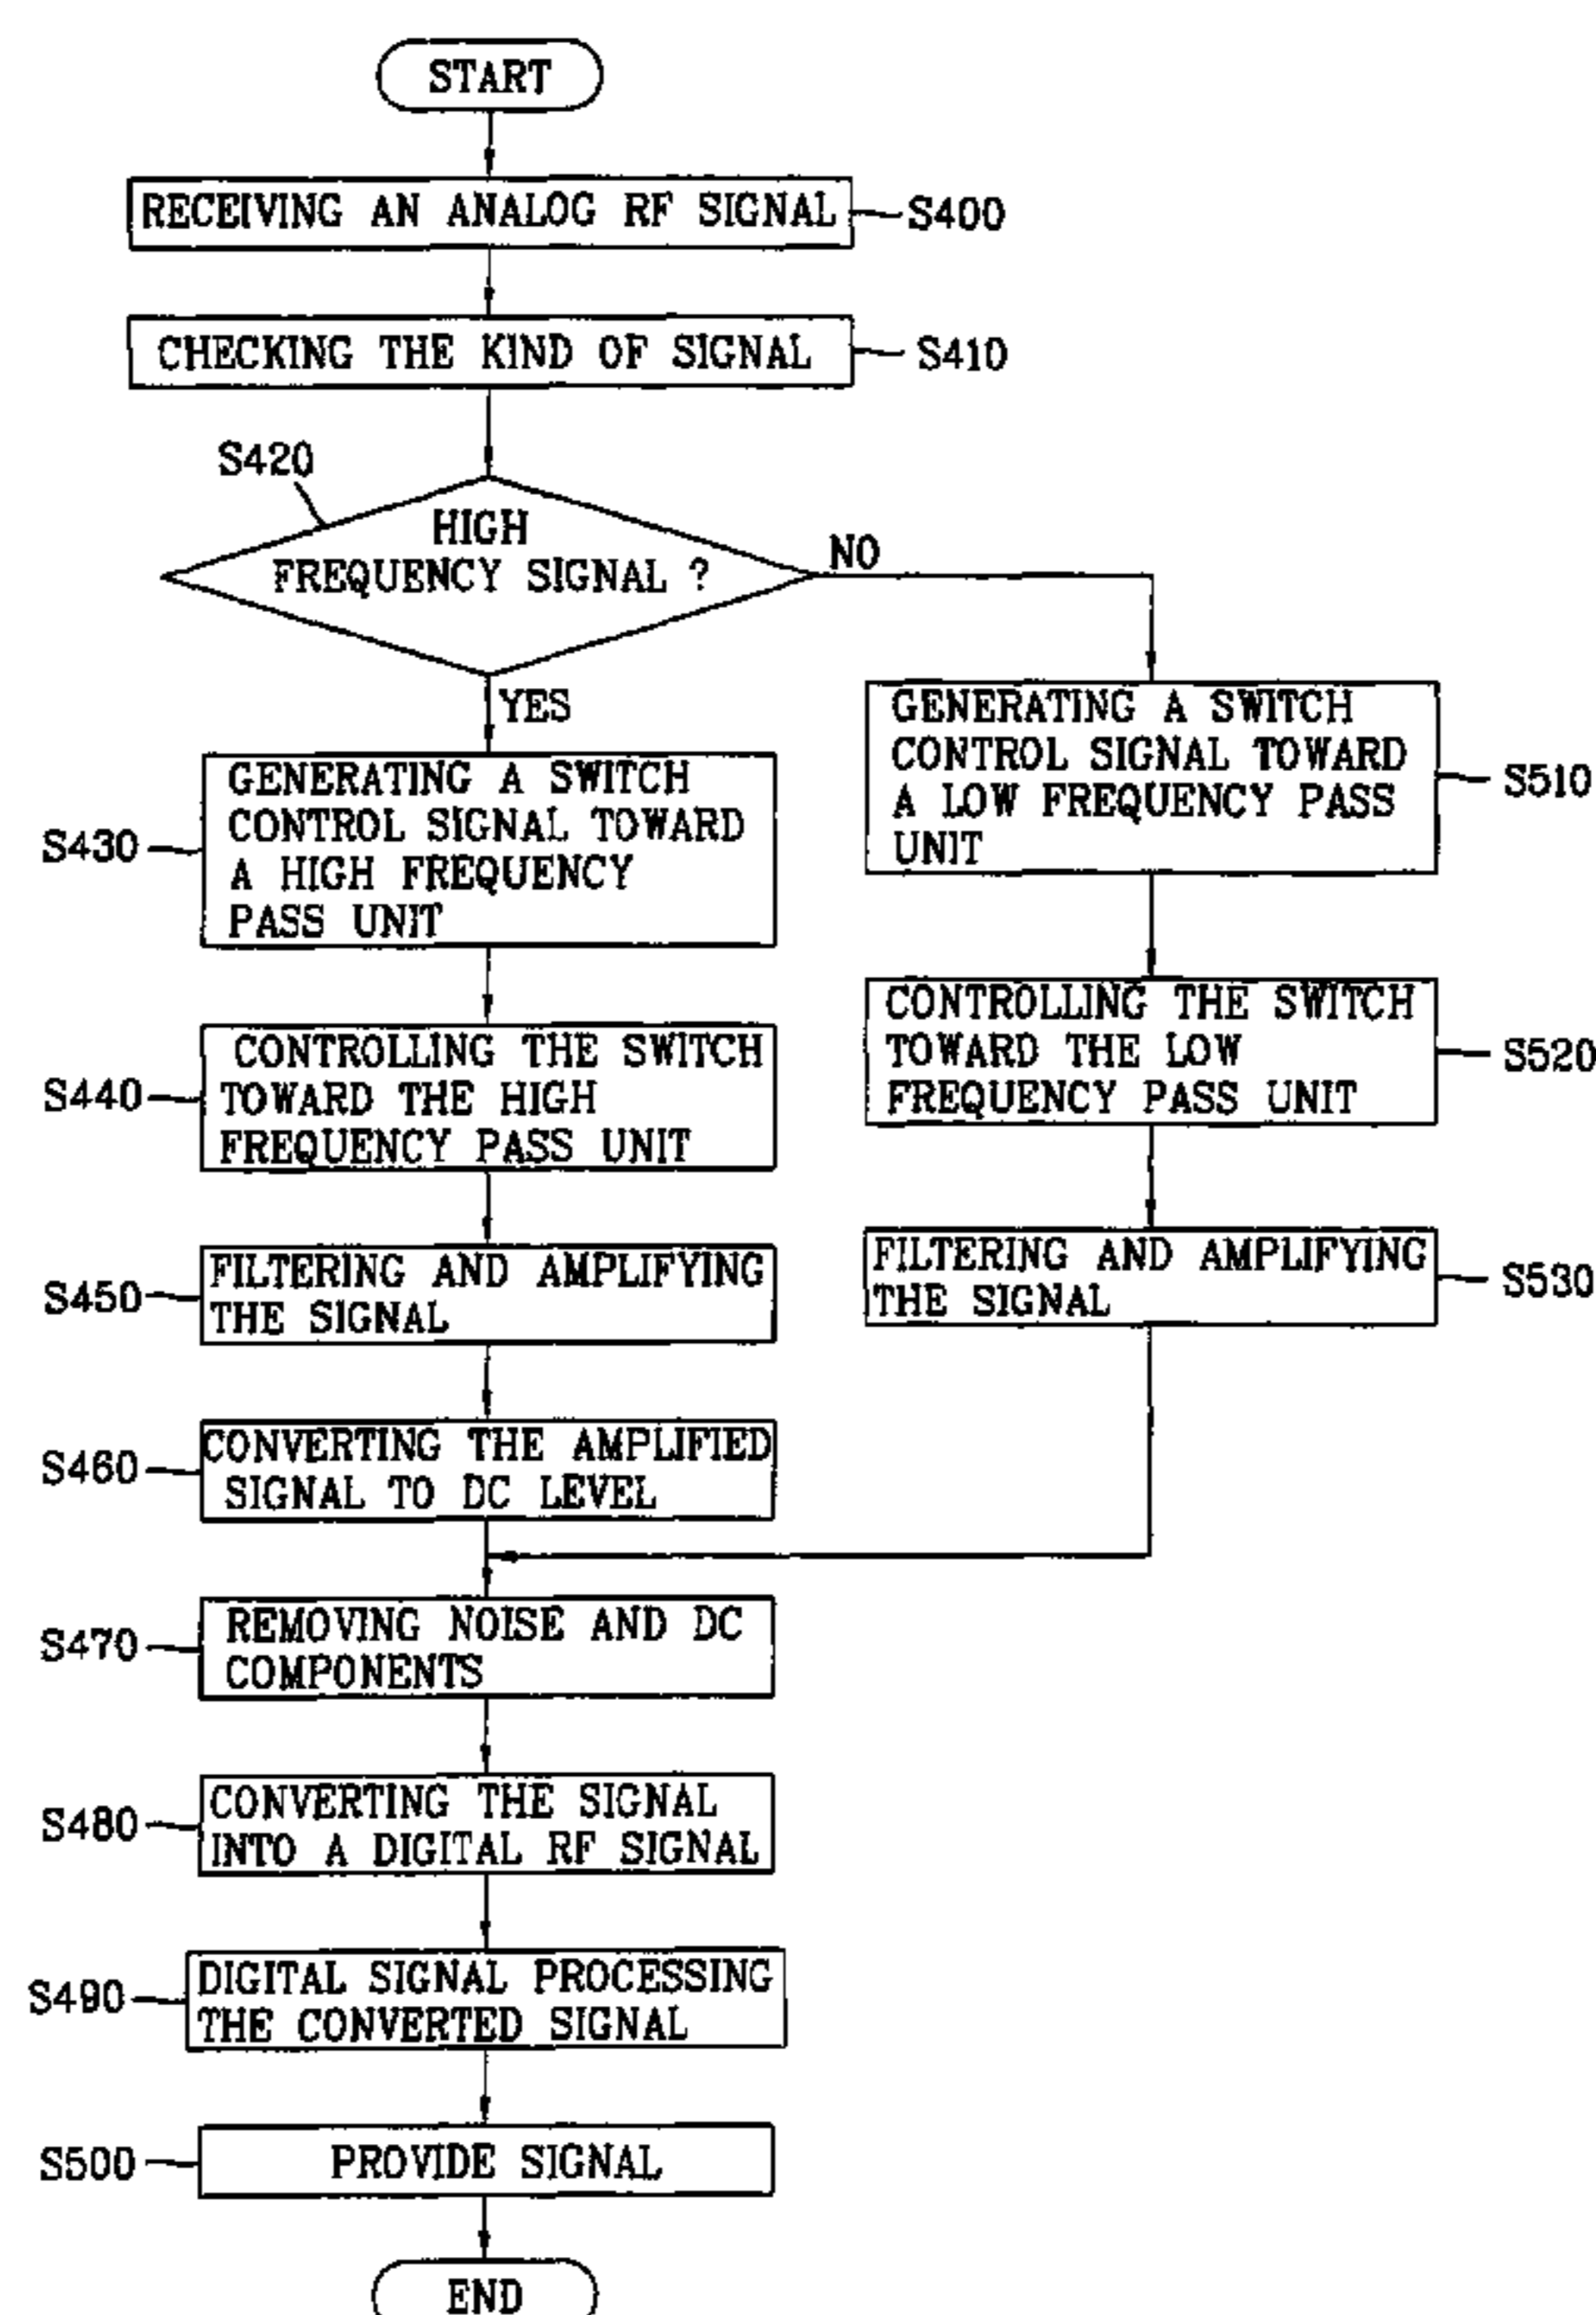 START
RECEIVING AN ANALOG RF SIGNAL
S400
CHECKING THE KIND OF SIGNAL
S410
S420
HIGH
FREQUENCY SIGNAL ?
NO
YES
GENERATING A SWITCH
CONTROL SIGNAL TOWARD
A HIGH FREQUENCY
PASS UNIT
S430
GENERATING A SWITCH
CONTROL SIGNAL TOWARD
A LOW FREQUENCY PASS
UNIT
S510
CONTROLLING THE SWITCH
TOWARD THE HIGH
FREQUENCY PASS UNIT
S440
CONTROLLING THE SWITCH
TOWARD THE LOW
FREQUENCY PASS UNIT
S520
FILTERING AND AMPLIFYING
THE SIGNAL
S450
FILTERING AND AMPLIFYING
THE SIGNAL
S530
CONVERTING THE AMPLIFIED
SIGNAL TO DC LEVEL
S460
REMOVING NOISE AND DC
COMPONENTS
S470
CONVERTING THE SIGNAL
INTO A DIGITAL RF SIGNAL
S480
DIGITAL SIGNAL PROCESSING
THE CONVERTED SIGNAL
S490
PROVIDE SIGNAL
S500
END